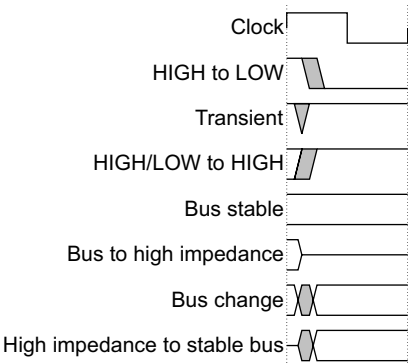 Clock
HIGH to LOW
Transient
HIGH/LOW to HIGH
Bus stable
Bus to high impedance
Bus change
High impedance to stable bus